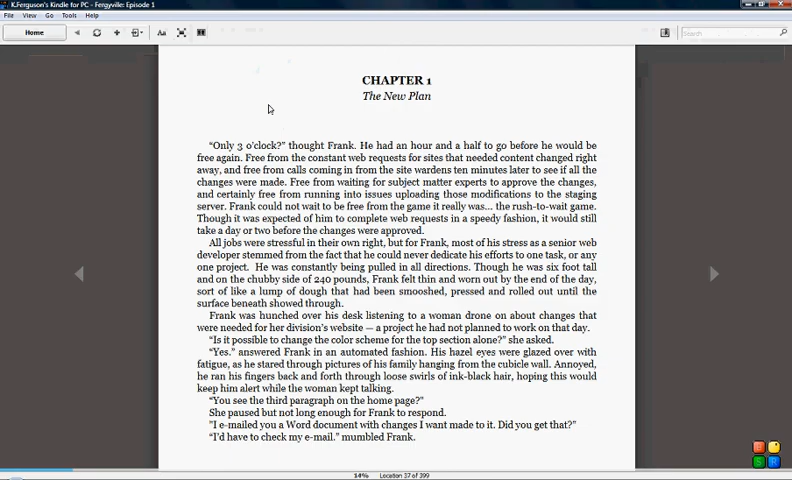 K.Ferguson's Kindle for PC - Fergyville: Episode 1
File View Go Tools Help
Home Aa Search
CHAPTER 1
The New Plan
“Only 3 o’clock?” thought Frank. He had an hour and a half to go before he would be
free again. Free from the constant web requests for sites that needed content changed right
away, and free from calls coming in from the site wardens ten minutes later to see if all the
changes were made. Free from waiting for subject matter experts to approve the changes,
and certainly free from running into issues uploading those modifications to the staging
server. Frank could not wait to be free from the game it really was... the rush-to-wait game.
Though it was expected of him to complete web requests in a speedy fashion, it would still
take a day or two before the changes were approved.
All jobs were stressful in their own right, but for Frank, most of his stress as a senior web
developer stemmed from the fact that he could never dedicate his efforts to one task, or any
one project. He was constantly being pulled in all directions. Though he was six foot tall
and on the chubby side of 240 pounds, Frank felt thin and worn out by the end of the day,
sort of like a lump of dough that had been smooshed, pressed and rolled out until the
surface beneath showed through.
Frank was hunched over his desk listening to a woman drone on about changes that
were needed for her division’s website — a project he had not planned to work on that day.
“Is it possible to change the color scheme for the top section alone?” she asked.
“Yes.” answered Frank in an automated fashion. His hazel eyes were glazed over with
fatigue, as he stared through pictures of his family hanging from the cubicle wall. Annoyed,
he ran his fingers back and forth through loose swirls of ink-black hair, hoping this would
keep him alert while the woman kept talking.
“You see the third paragraph on the home page?”
She paused but not long enough for Frank to respond.
"I e-mailed you a Word document with changes I want made to it. Did you get that?”
“I’d have to check my e-mail.” mumbled Frank.
14% Location 37 of 399